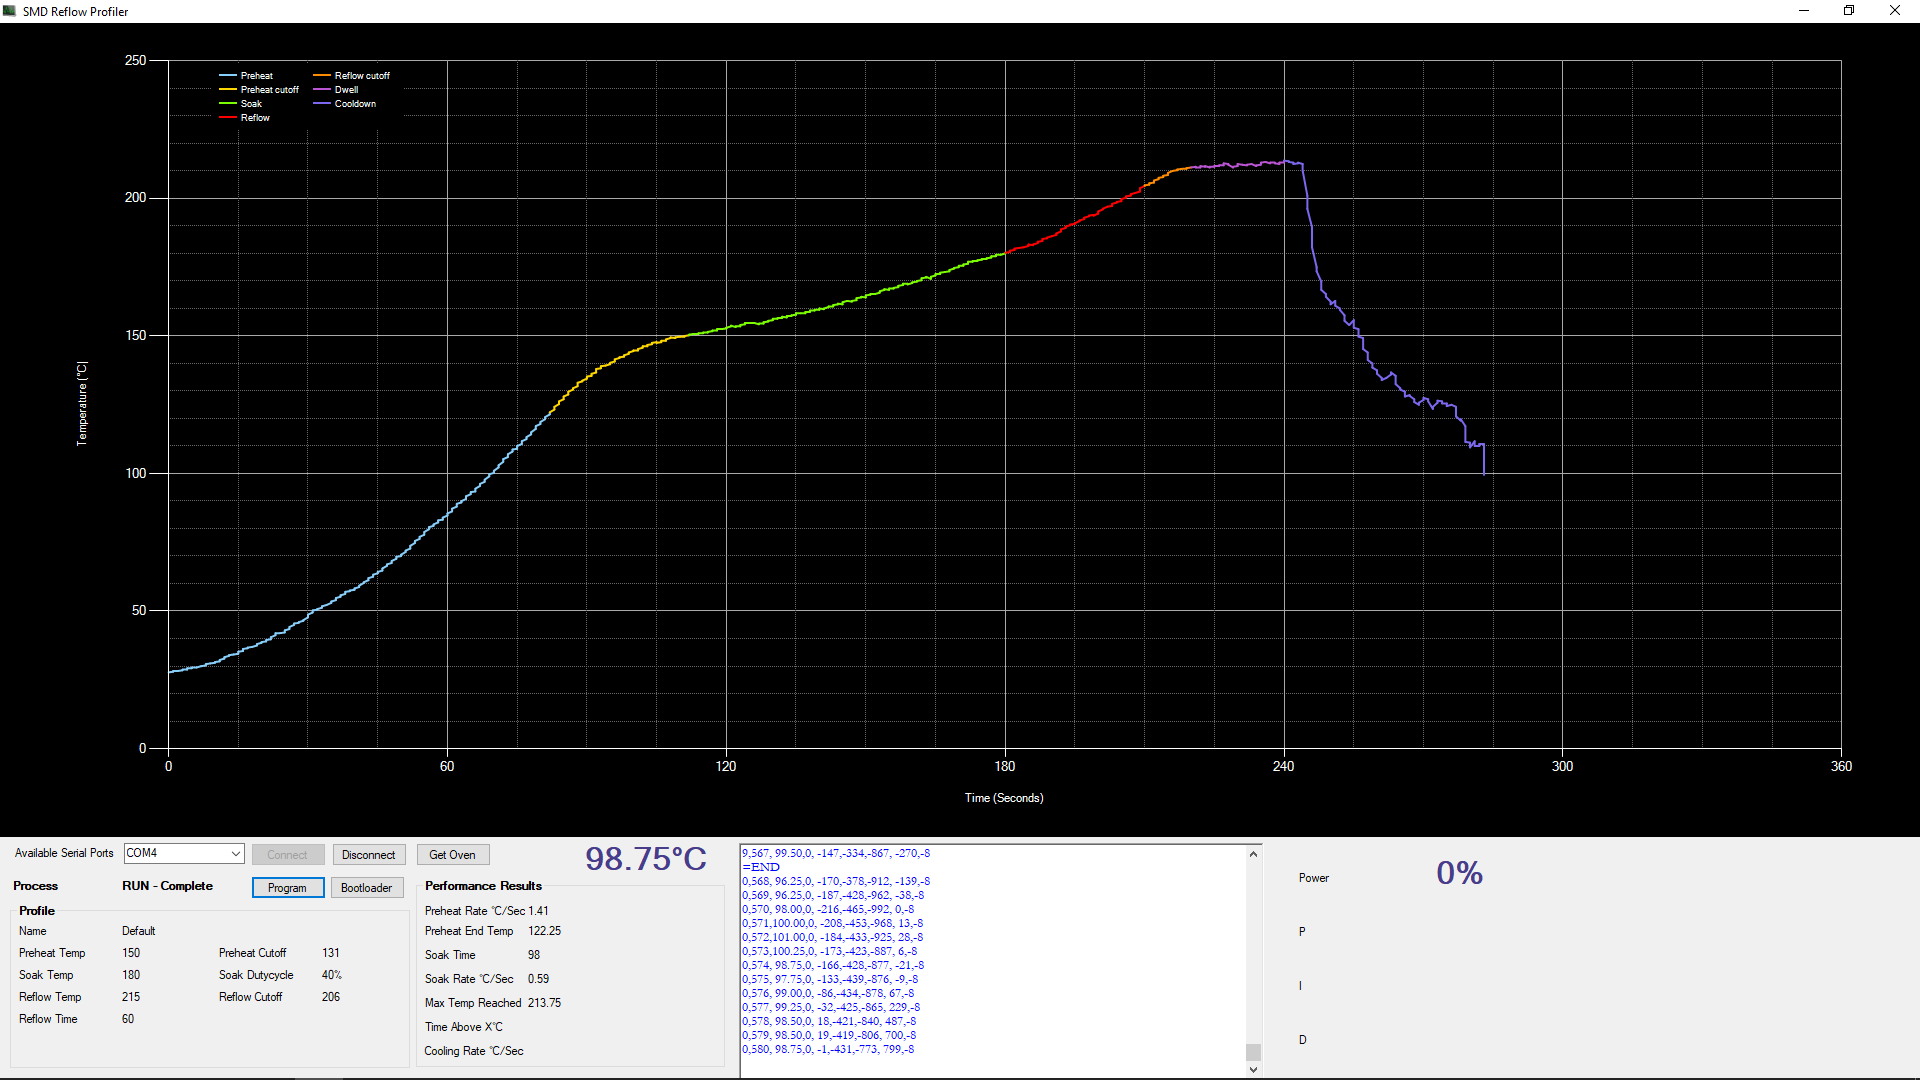 SMD Reflow Profiler
250
200
150
100
50
0
Temperature (°C)
Preheat
Preheat cutoff
Soak
Reflow
Reflow cutoff
Dwell
Cooldown
0 60 120 180 240 300 360
Time (Seconds)
Available Serial Ports COM4 Connect Disconnect Get Oven 98.75°C
Process RUN - Complete Program Bootloader
Profile
Name Default
Preheat Temp 150 Preheat Cutoff 131
Soak Temp 180 Soak Dutycycle 40%
Reflow Temp 215 Reflow Cutoff 206
Reflow Time 60
Performance Results
Preheat Rate °C/Sec 1.41
Preheat End Temp 122.25
Soak Time 98
Soak Rate °C/Sec 0.59
Max Temp Reached 213.75
Time Above X°C
Cooling Rate °C/Sec
9,567, 99.50,0, -147,-334,-867, -270,-8
=END
0,568, 96.25,0, -170,-378,-912, -139,-8
0,569, 96.25,0, -187,-428,-962, -38,-8
0,570, 98.00,0, -216,-465,-992, 0,-8
0,571,100.00,0, -208,-453,-968, 13,-8
0,572,101.00,0, -184,-433,-925, 28,-8
0,573,100.25,0, -173,-423,-887, 6,-8
0,574, 98.75,0, -166,-428,-877, -21,-8
0,575, 97.75,0, -133,-439,-876, -9,-8
0,576, 99.00,0, -86,-434,-878, 67,-8
0,577, 99.25,0, -32,-425,-865, 229,-8
0,578, 98.50,0, 18,-421,-840, 487,-8
0,579, 98.50,0, 19,-419,-806, 700,-8
0,580, 98.75,0, -1,-431,-773, 799,-8
Power 0%
P
I
D